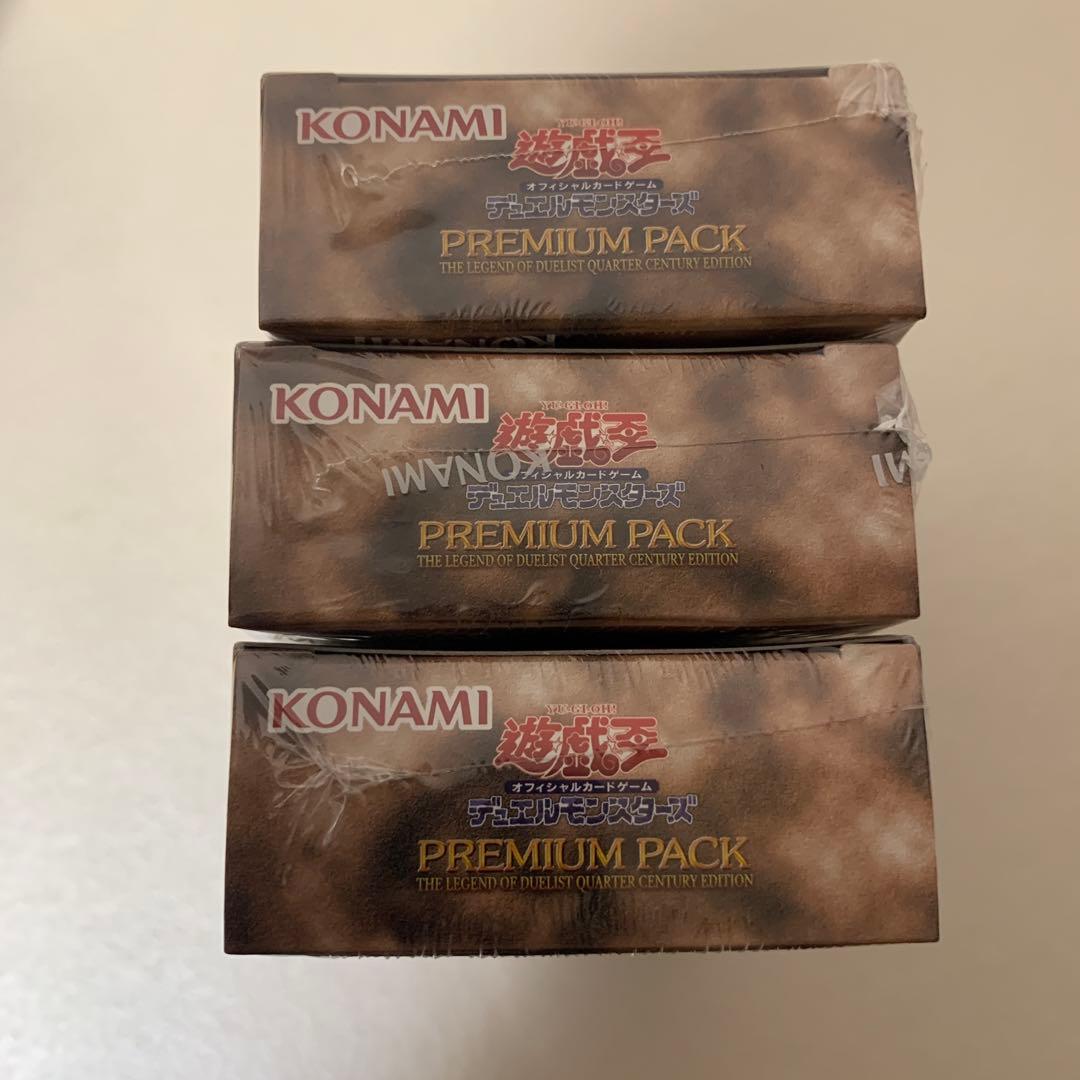 KONAMI
YU-GI-OH!
遊戯王
オフィシャルカードゲーム
デュエルモンスターズ
PREMIUM PACK
THE LEGEND OF DUELIST QUARTER CENTURY EDITION
KONAMI
KONAMI
YU-GI-OH!
遊戯王
KONAMI
オフィシャルカードゲーム
デュエルモンスターズ
MI
PREMIUM PACK
THE LEGEND OF DUELIST QUARTER CENTURY EDITION
KONAMI
YU-GI-OH!
遊戯王
オフィシャルカードゲーム
デュエルモンスターズ
PREMIUM PACK
THE LEGEND OF DUELIST QUARTER CENTURY EDITION